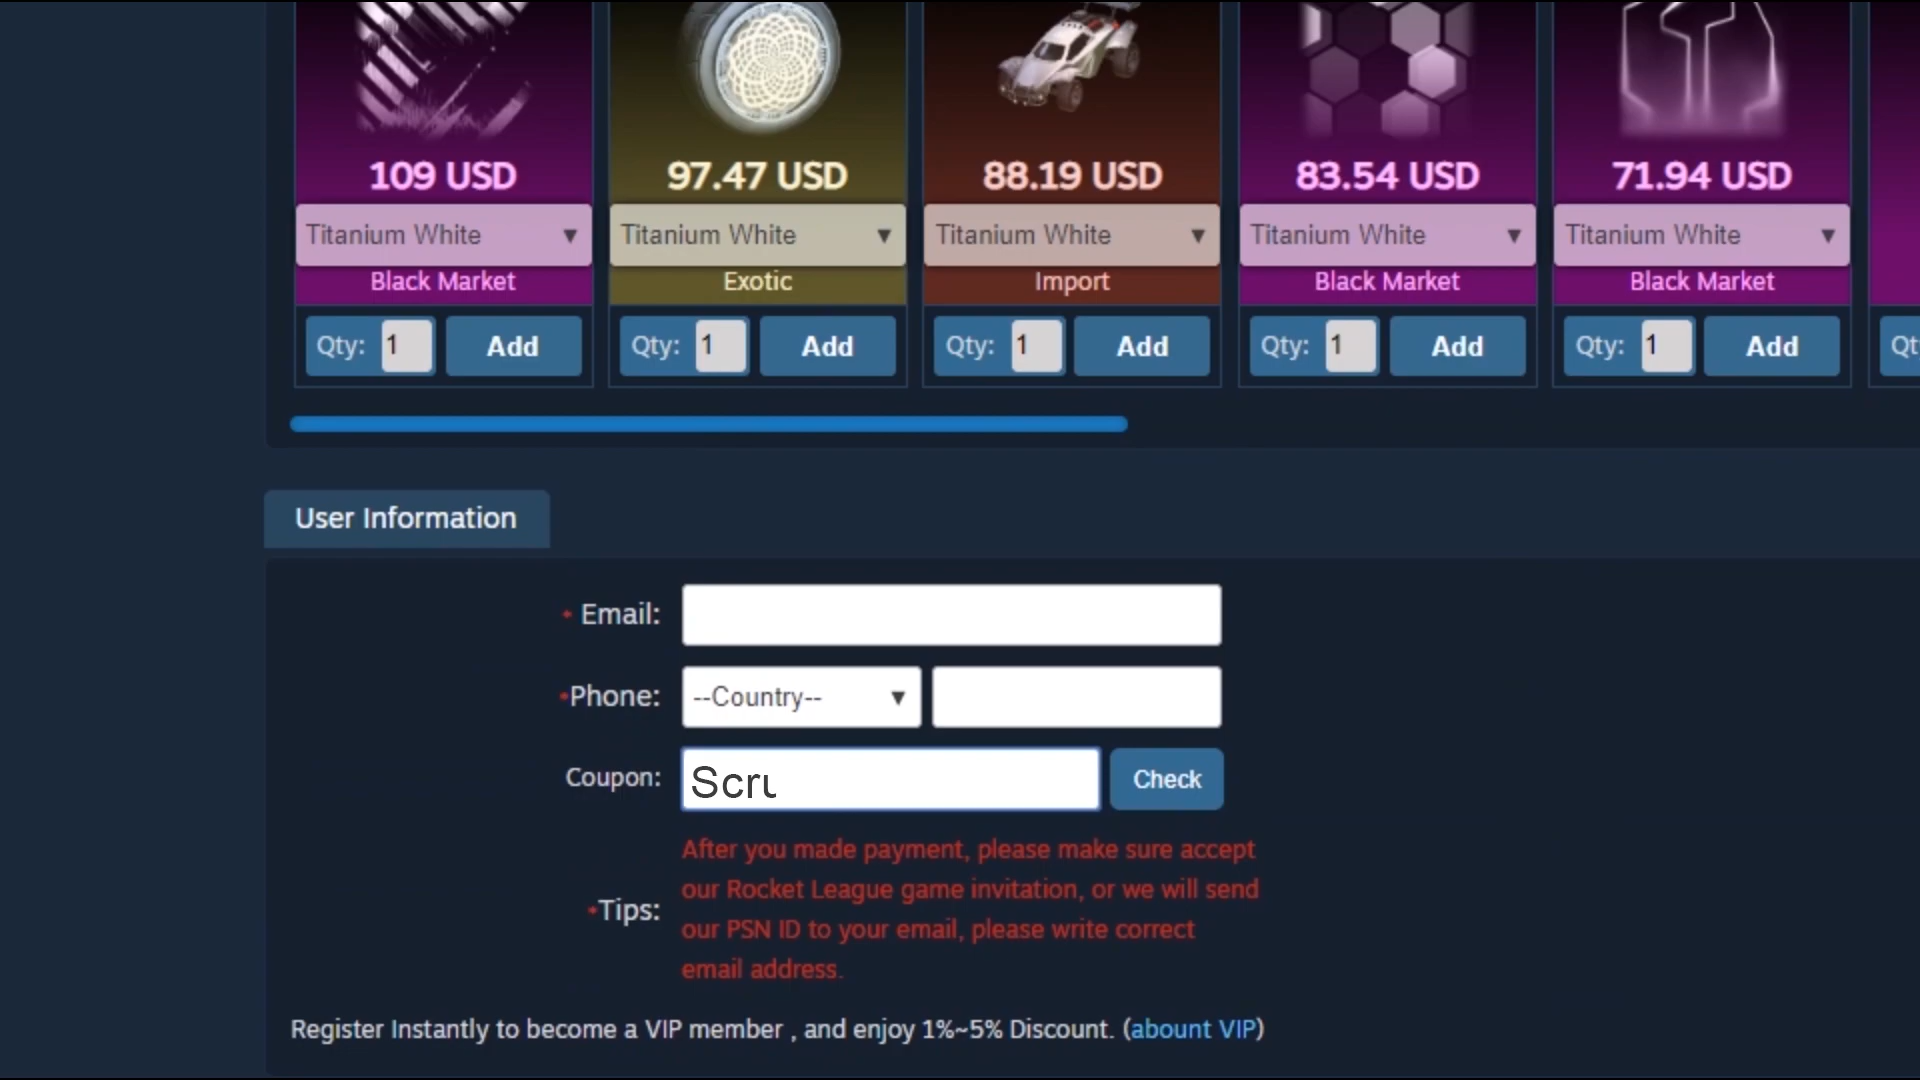 109 USD
97.47 USD
88.19 USD
83.54 USD
71.94 USD
Titanium White
Titanium White
Titanium White
Titanium White
Titanium White
Black Market
Exotic
Import
Black Market
Black Market
Qty: 1 Add
Qty: 1 Add
Qty: 1 Add
Qty: 1 Add
Qty: 1 Add
User Information
* Email:
*Phone: --Country--
Coupon: Scru Check
*Tips:
After you made payment, please make sure accept
our Rocket League game invitation, or we will send
our PSN ID to your email, please write correct
email address.
Register Instantly to become a VIP member , and enjoy 1%~5% Discount. (abount VIP)